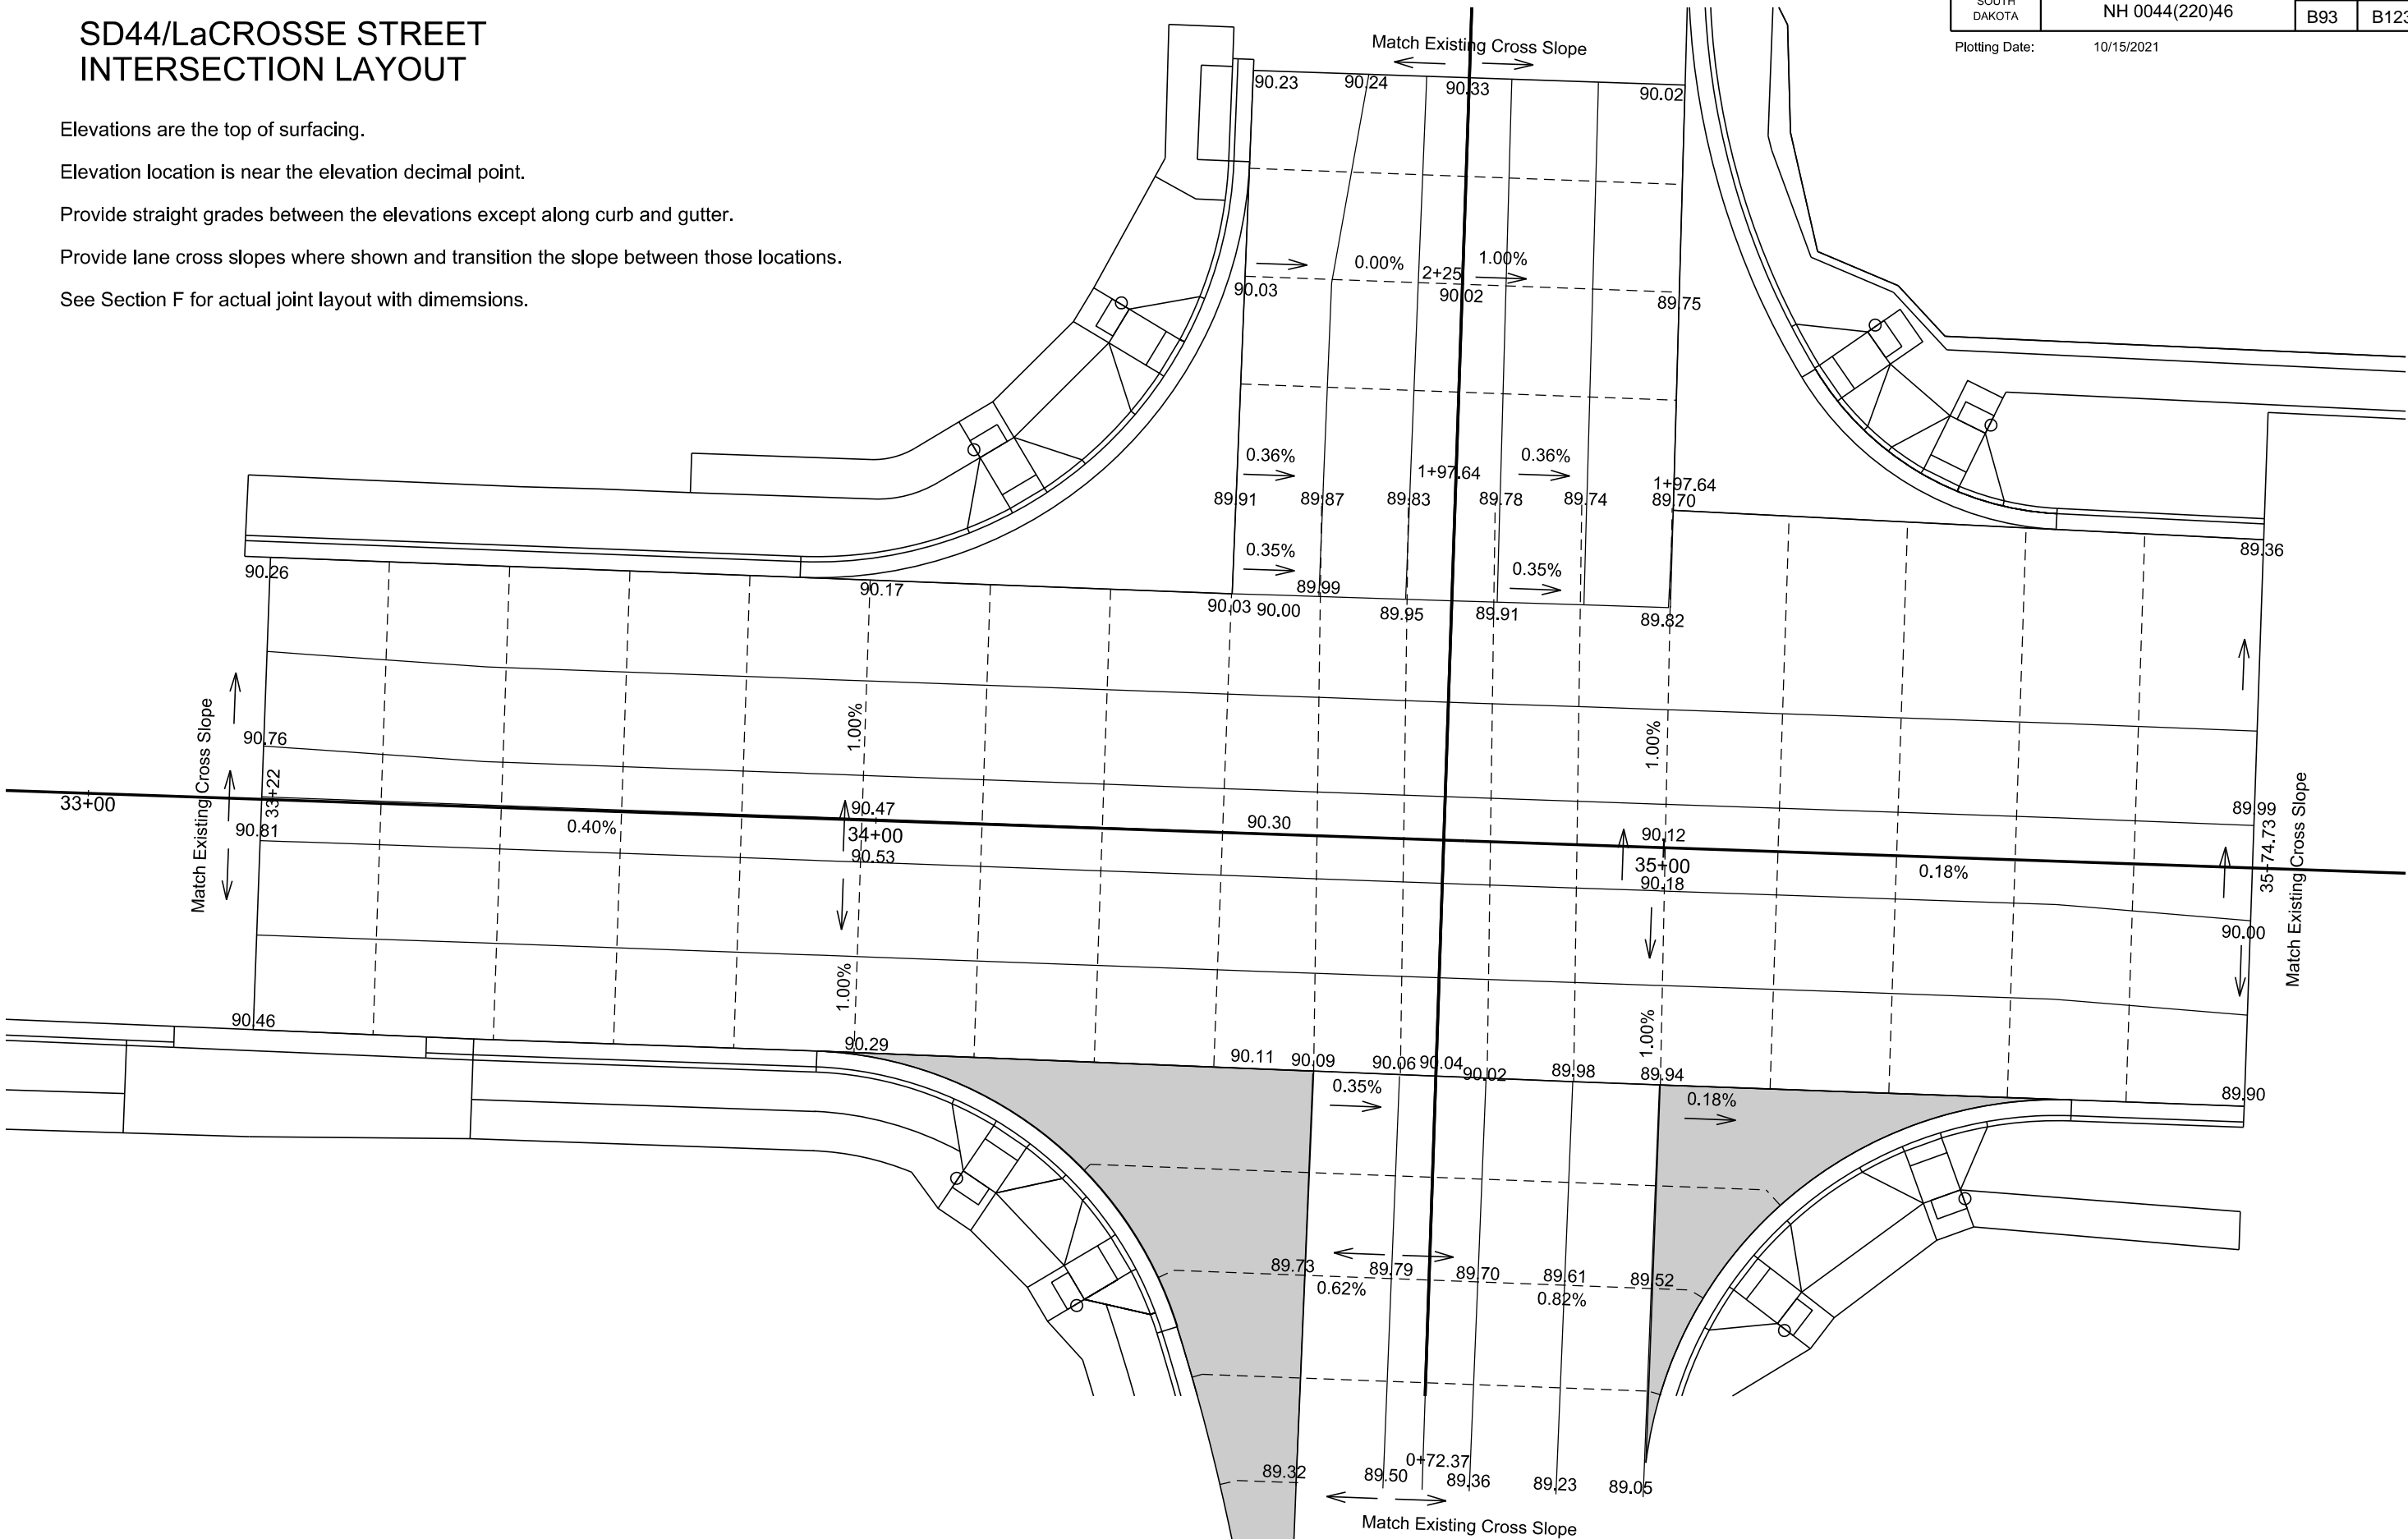 SD44/LaCROSSE STREET
INTERSECTION LAYOUT
SOUTH
DAKOTA
NH 0044(220)46
B93
B123
Plotting Date: 10/15/2021
Elevations are the top of surfacing.
Elevation location is near the elevation decimal point.
Provide straight grades between the elevations except along curb and gutter.
Provide lane cross slopes where shown and transition the slope between those locations.
See Section F for actual joint layout with dimemsions.
Match Existing Cross Slope
90.23 90.24 90.33 90.02
0.00% 2+25 1.00%
90.03 90.02 89.75
0.36% 1+97.64 0.36% 1+97.64
89.91 89.87 89.83 89.78 89.74 89.70
0.35% 0.35%
89.36
90.26 90.17 89.99
90.03 90.00 89.95 89.91 89.82
1.00% 1.00%
90.76
Match Existing Cross Slope
33+22
33+00
90.81
0.40%
90.47
34+00
90.53
90.30
90.12
35+00
90.18
0.18%
89.99
35+74.73
Match Existing Cross Slope
90.00
1.00% 1.00%
90.46 90.29
90.11 90.09 90.06 90.04 90.02 89.98 89.94
89.90
0.35% 0.18%
89.73 89.79 89.70 89.61 89.52
0.62% 0.82%
0+72.37
89.32 89.50 89.36 89.23 89.05
Match Existing Cross Slope